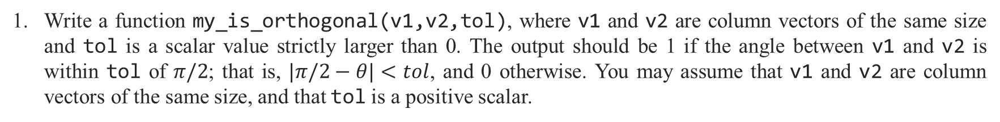 1. Write a function my_is_orthogonal(v1,v2,tol), where v1 and v2 are column vectors of the same size
and tol is a scalar value strictly larger than 0. The output should be 1 if the angle between v1 and v2 is
within tol of π/2; that is, |π/2 − θ| < tol, and 0 otherwise. You may assume that v1 and v2 are column
vectors of the same size, and that tol is a positive scalar.